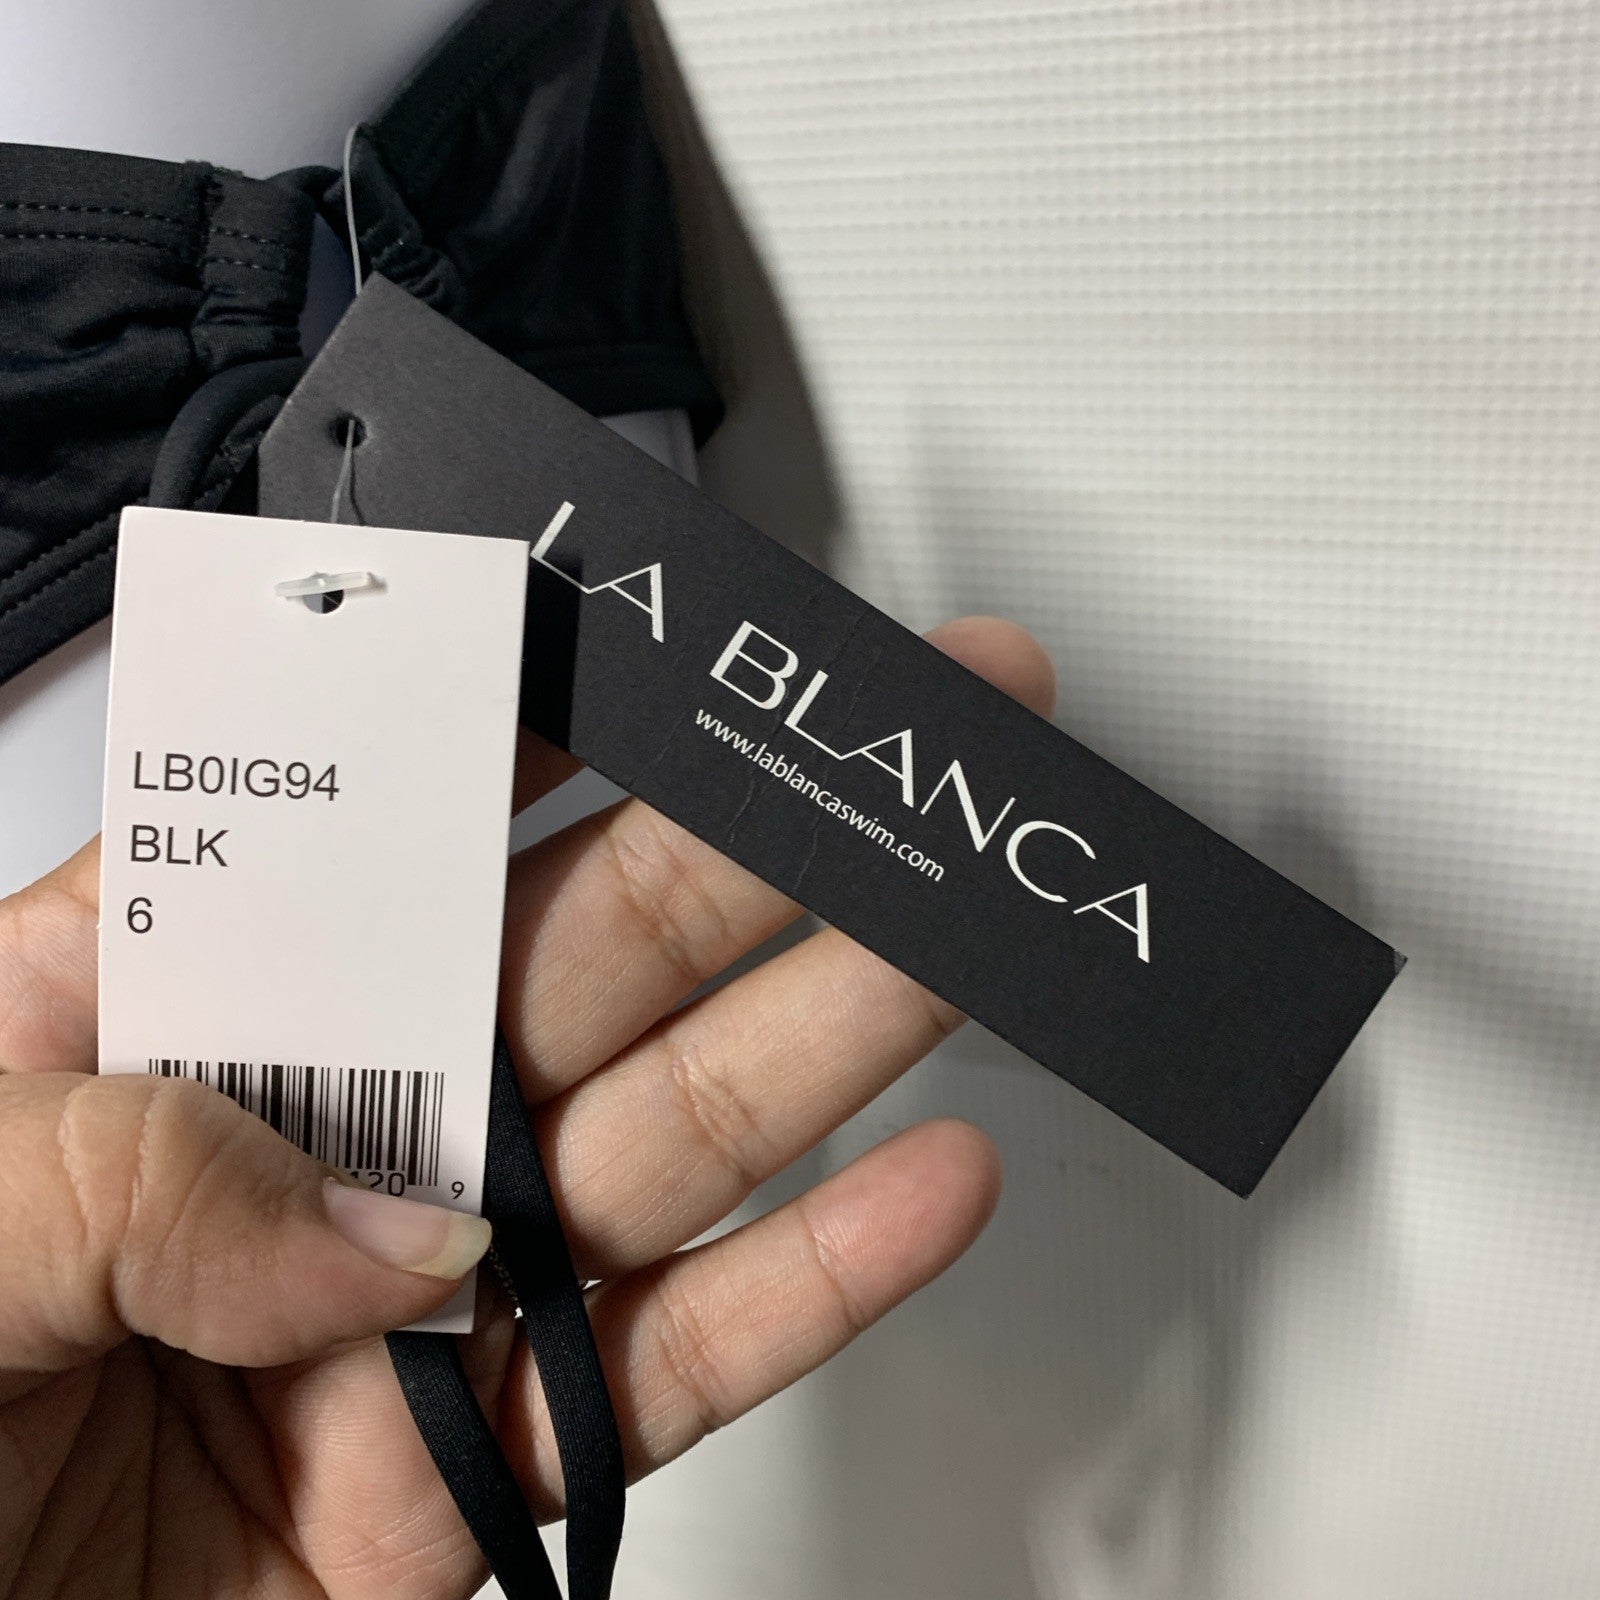 LA BLANCA
www.lablancaswim.com
LB0IG94
BLK
6
120 9